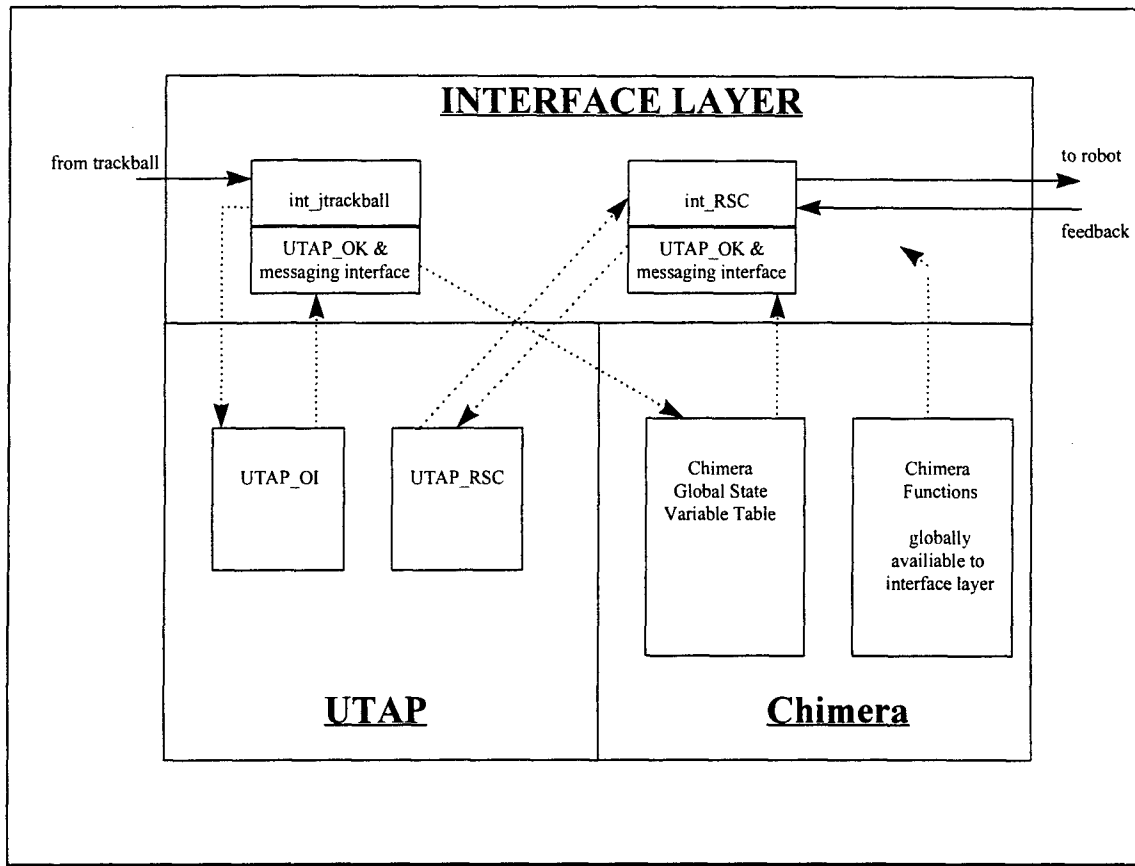 INTERFACE LAYER
from trackball
to robot
int_jtrackball
int_RSC
feedback
UTAP_OK &
messaging interface
UTAP_OK &
messaging interface
UTAP_OI
UTAP_RSC
Chimera
Global State
Variable Table
Chimera
Functions
globally
availiable to
interface layer
UTAP
Chimera